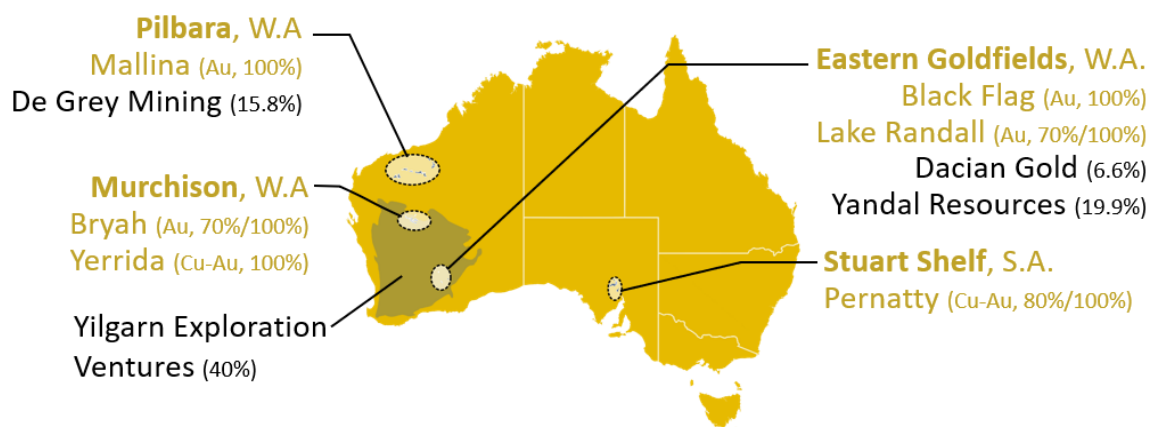 Pilbara, W.A
Mallina (Au, 100%)
De Grey Mining (15.8%)
Murchison, W.A
Bryah (Au, 70%/100%)
Yerrida (Cu-Au, 100%)
Yilgarn Exploration
Ventures (40%)
Eastern Goldfields, W.A.
Black Flag (Au, 100%)
Lake Randall (Au, 70%/100%)
Dacian Gold (6.6%)
Yandal Resources (19.9%)
Stuart Shelf, S.A.
Pernatty (Cu-Au, 80%/100%)